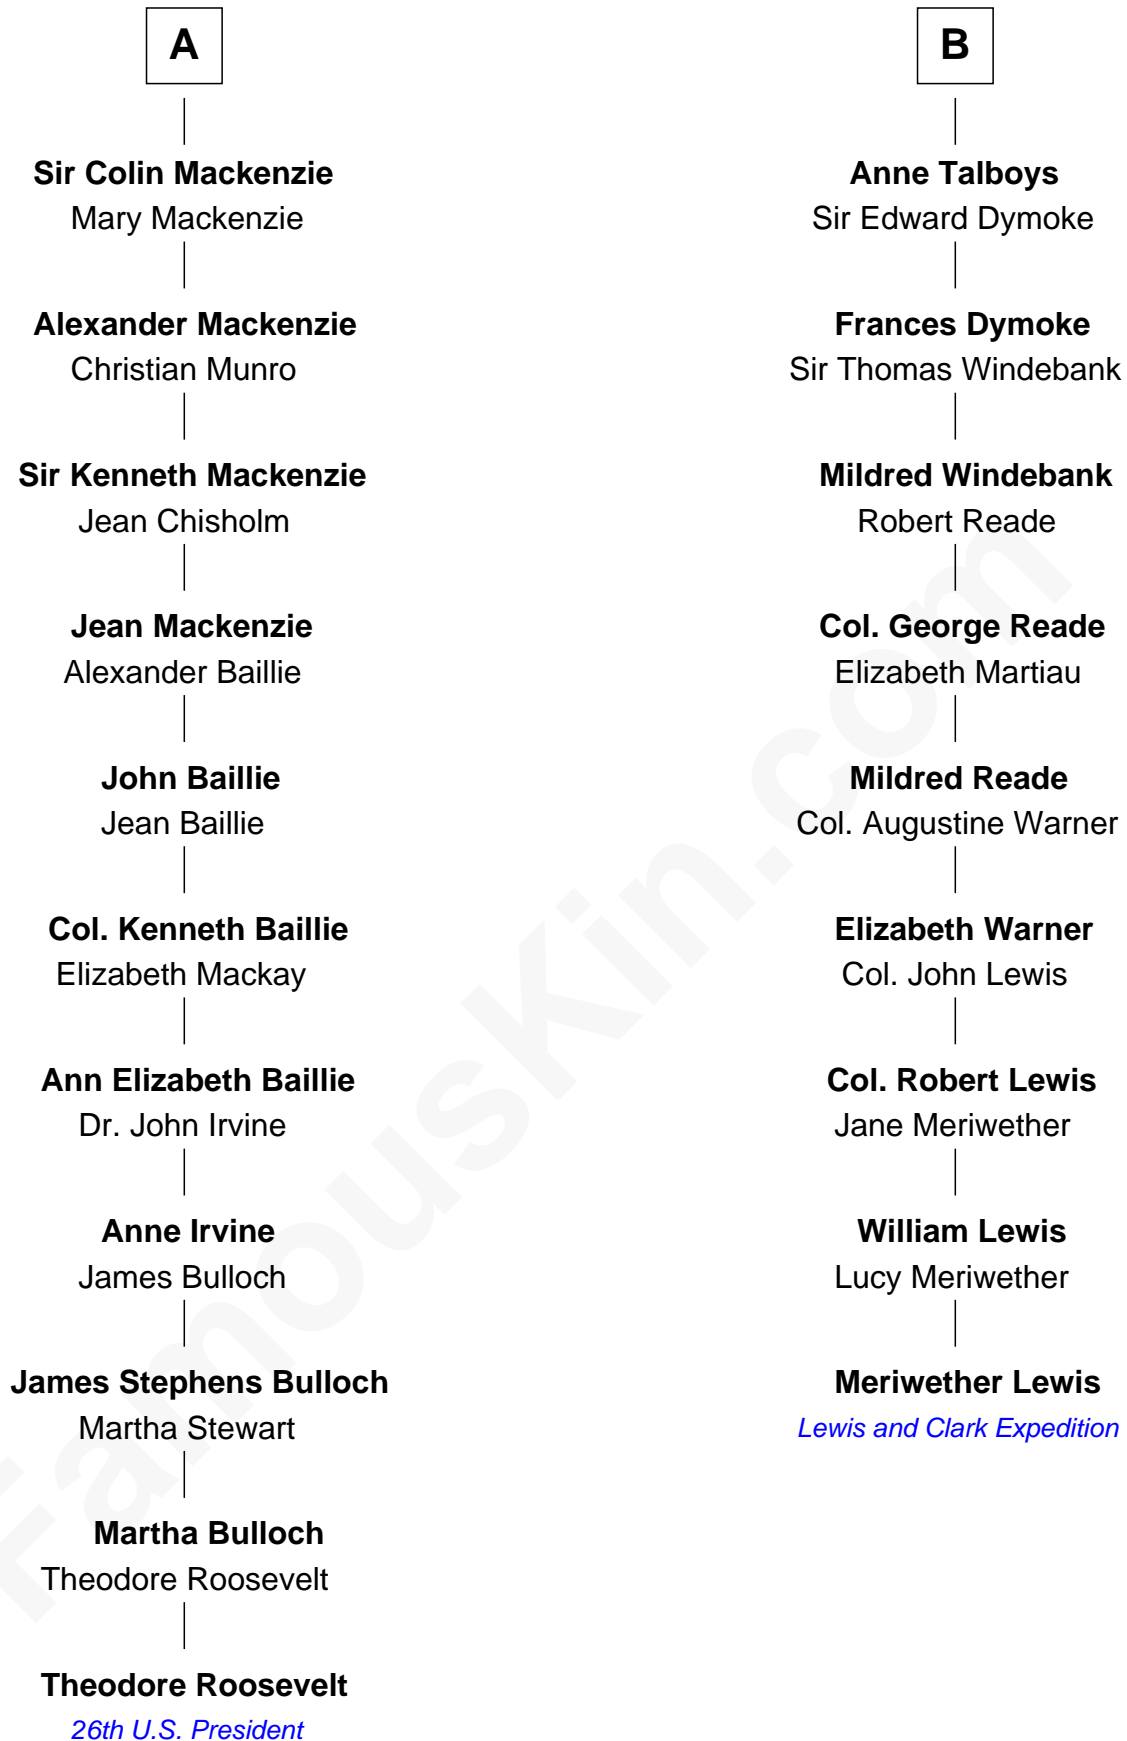 A
Sir Colin Mackenzie
Mary Mackenzie
Alexander Mackenzie
Christian Munro
Sir Kenneth Mackenzie
Jean Chisholm
Jean Mackenzie
Alexander Baillie
John Baillie
Jean Baillie
Col. Kenneth Baillie
Elizabeth Mackay
Ann Elizabeth Baillie
Dr. John Irvine
Anne Irvine
James Bulloch
James Stephens Bulloch
Martha Stewart
Martha Bulloch
Theodore Roosevelt
Theodore Roosevelt
26th U.S. President
B
Anne Talboys
Sir Edward Dymoke
Frances Dymoke
Sir Thomas Windebank
Mildred Windebank
Robert Reade
Col. George Reade
Elizabeth Martiau
Mildred Reade
Col. Augustine Warner
Elizabeth Warner
Col. John Lewis
Col. Robert Lewis
Jane Meriwether
William Lewis
Lucy Meriwether
Meriwether Lewis
Lewis and Clark Expedition
FamousKin.com